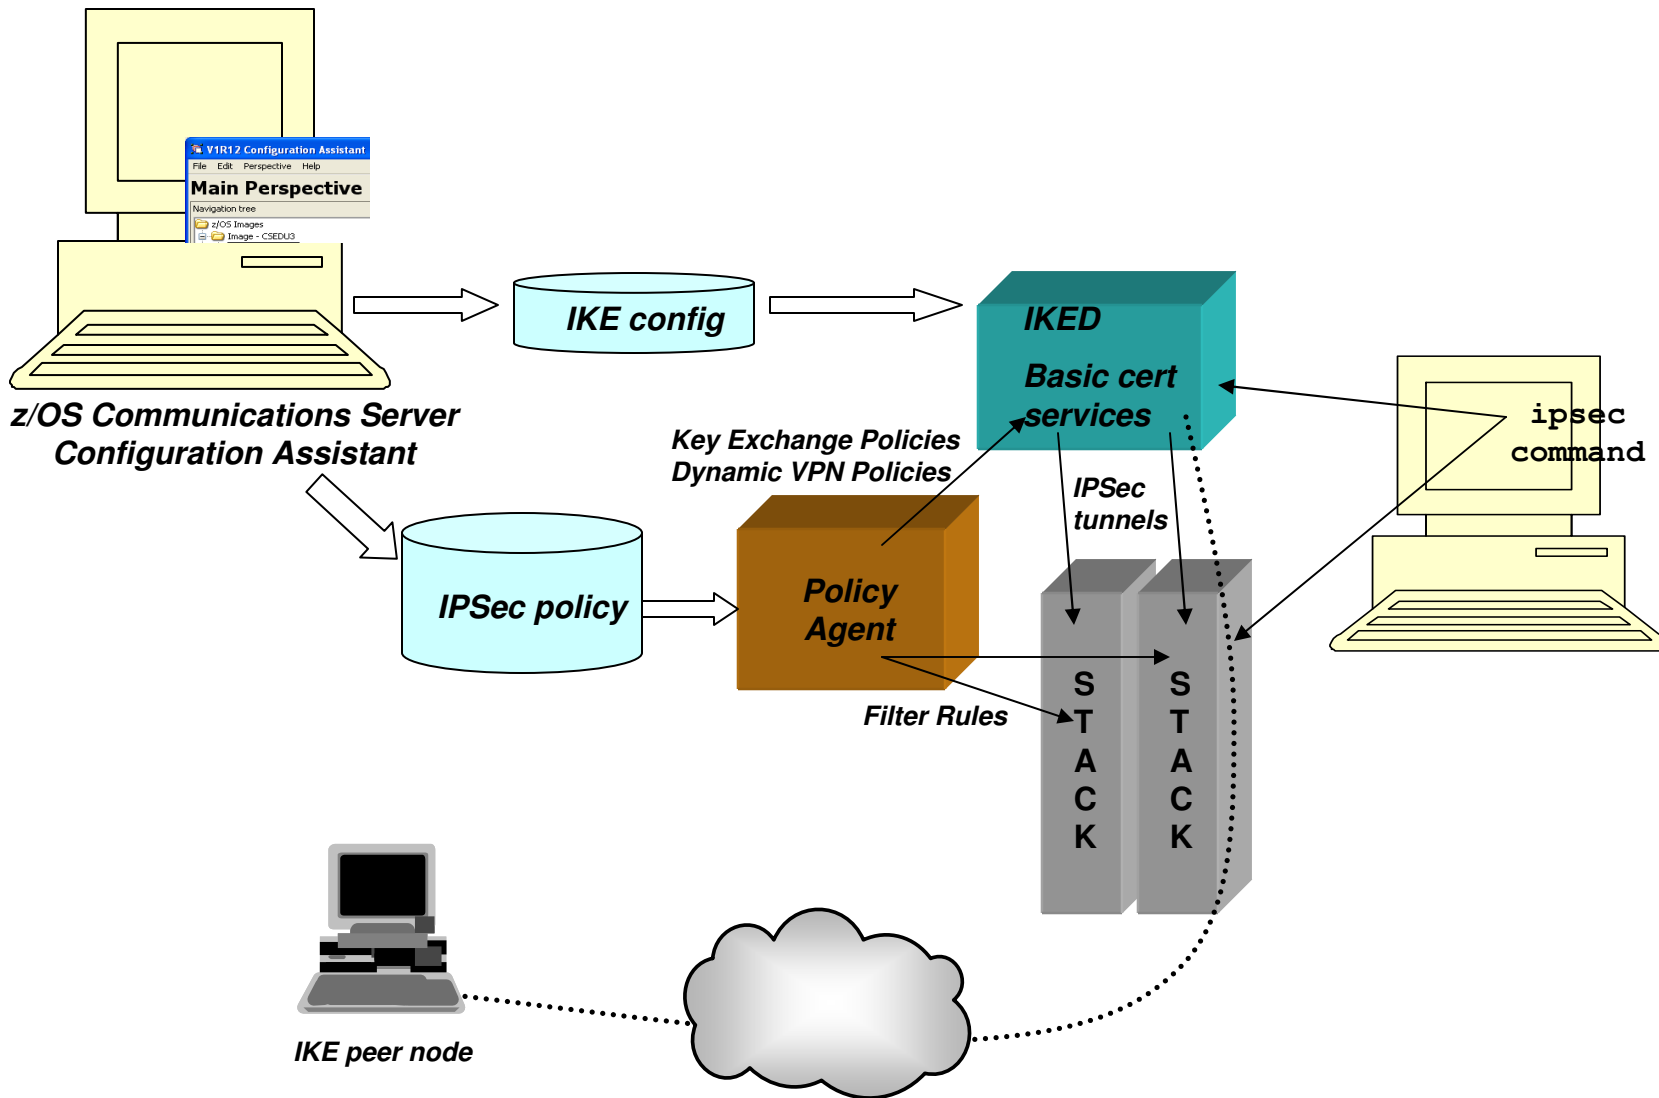 V1R12 Configuration Assistant
File Edit Perspective Help
Main Perspective
Navigation tree
z/OS Images
Image - CSEDU3
z/OS Communications Server
Configuration Assistant
IKE config
IKED
Basic cert
services
ipsec
command
Key Exchange Policies
Dynamic VPN Policies
IPSec
tunnels
IPSec policy
Policy
Agent
Filter Rules
S
T
A
C
K
S
T
A
C
K
IKE peer node